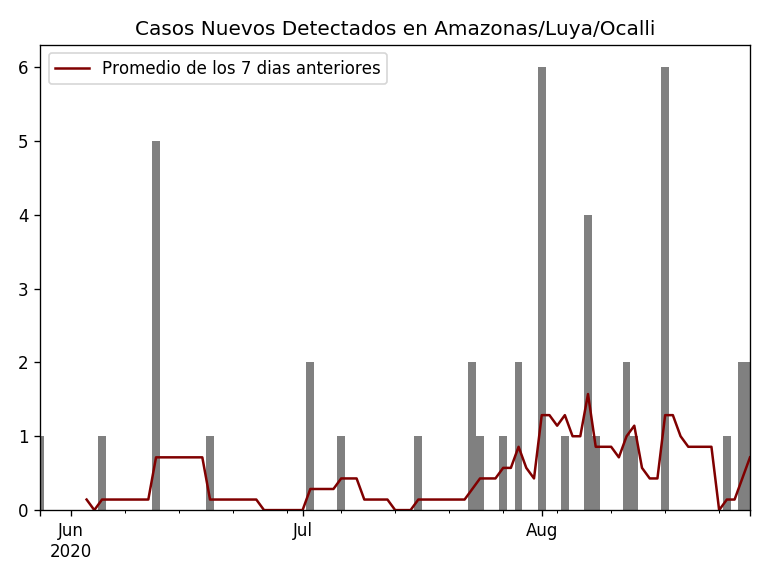 Casos Nuevos Detectados en Amazonas/Luya/Ocalli
Promedio de los 7 dias anteriores
6
5
4
3
2
1
0
Jun
2020
Jul
Aug